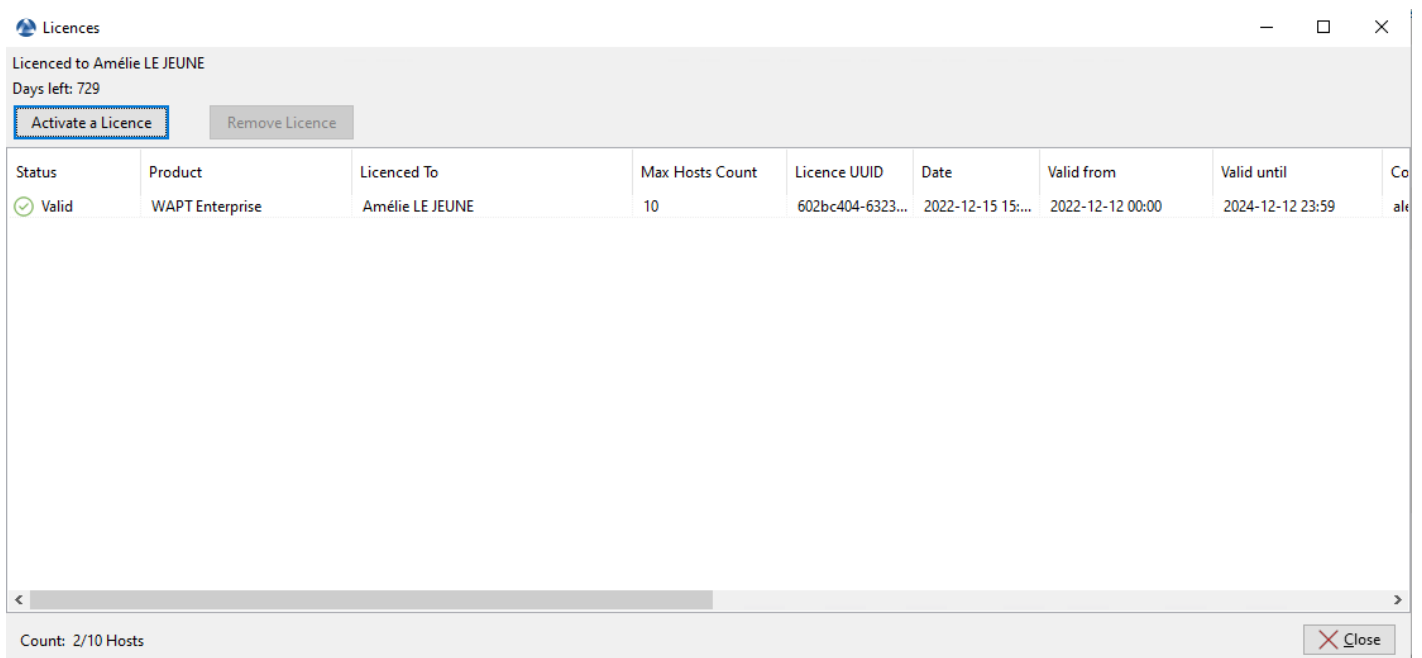 Licences
Licenced to Amélie LE JEUNE
Days left: 729
Activate a Licence Remove Licence
Status Product Licenced To Max Hosts Count Licence UUID Date Valid from Valid until Co
Valid WAPT Enterprise Amélie LE JEUNE 10 602bc404-6323... 2022-12-15 15:... 2022-12-12 00:00 2024-12-12 23:59 ale
Count: 2/10 Hosts Close